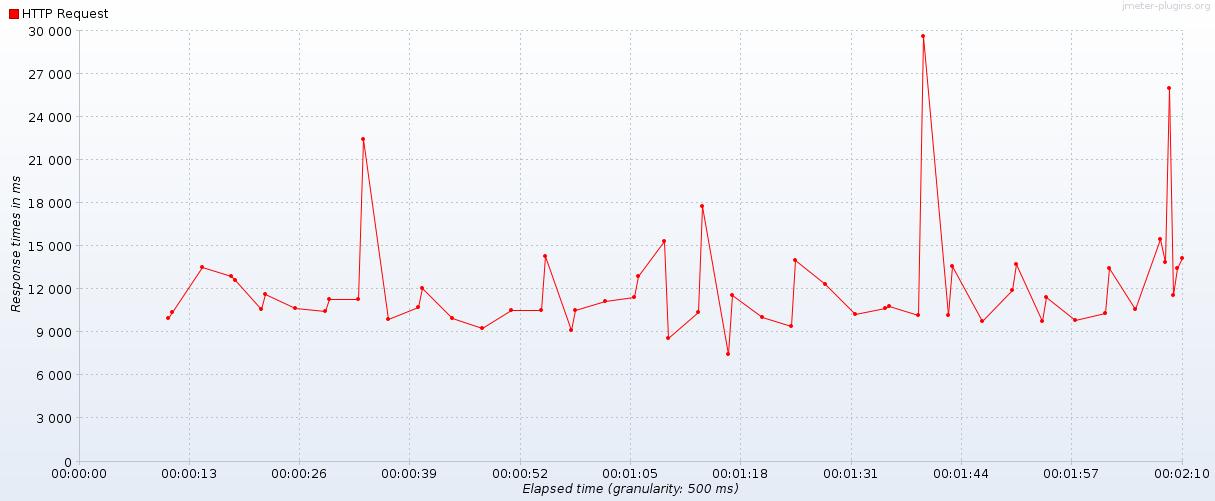 jmeter-plugins.org
HTTP Request
30 000
27 000
24 000
21 000
18 000
15 000
12 000
9 000
6 000
3 000
0
Response times in ms
00:00:00 00:00:13 00:00:26 00:00:39 00:00:52 00:01:05 00:01:18 00:01:31 00:01:44 00:01:57 00:02:10
Elapsed time (granularity: 500 ms)